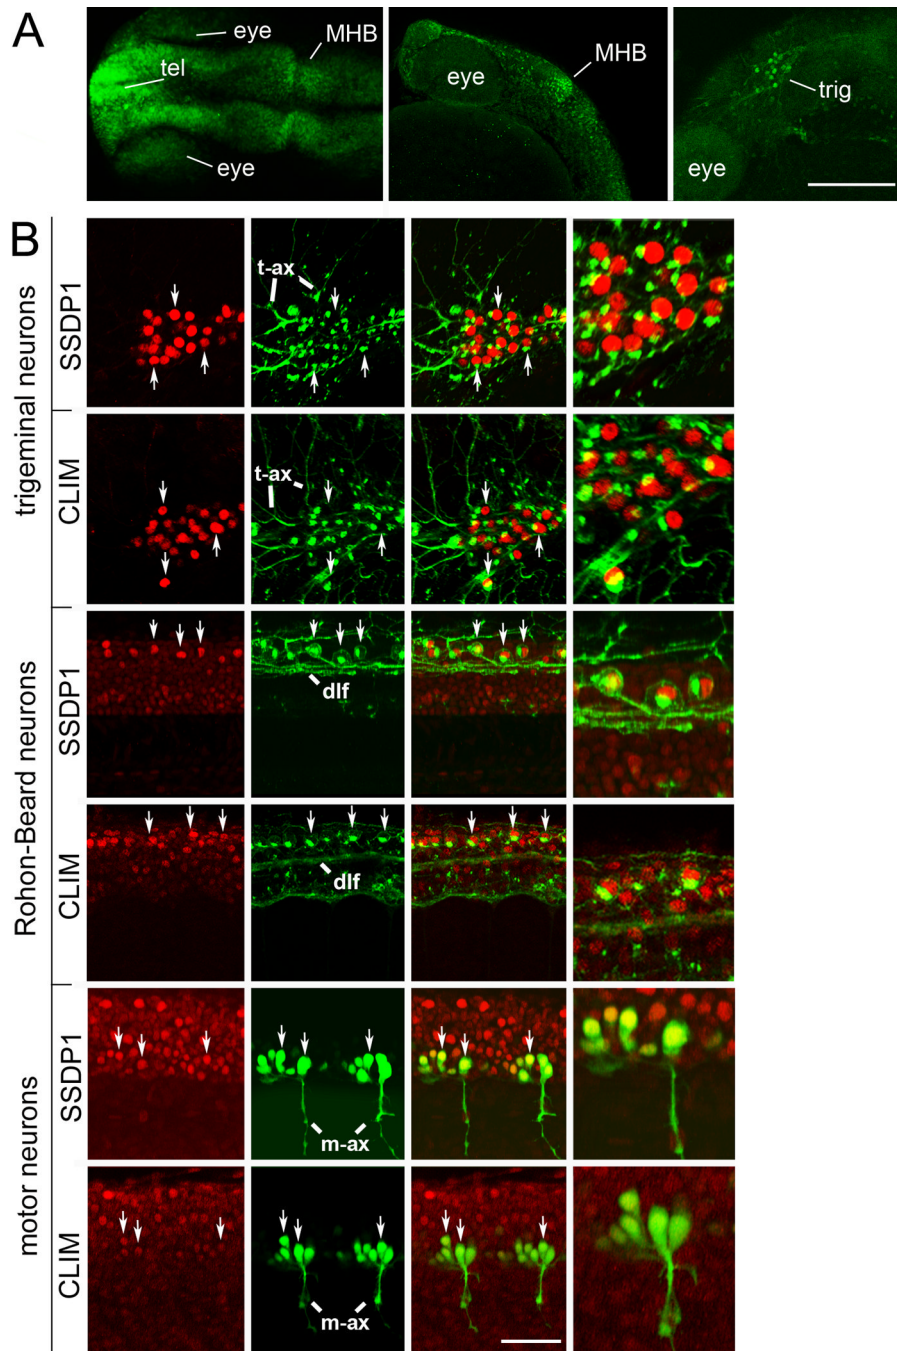 A
eye
MHB
tel
eye
eye
MHB
trig
eye
B
trigeminal neurons
SSDP1
t-ax
CLIM
t-ax
Rohon-Beard neurons
SSDP1
dlf
CLIM
dlf
motor neurons
SSDP1
m-ax
CLIM
m-ax